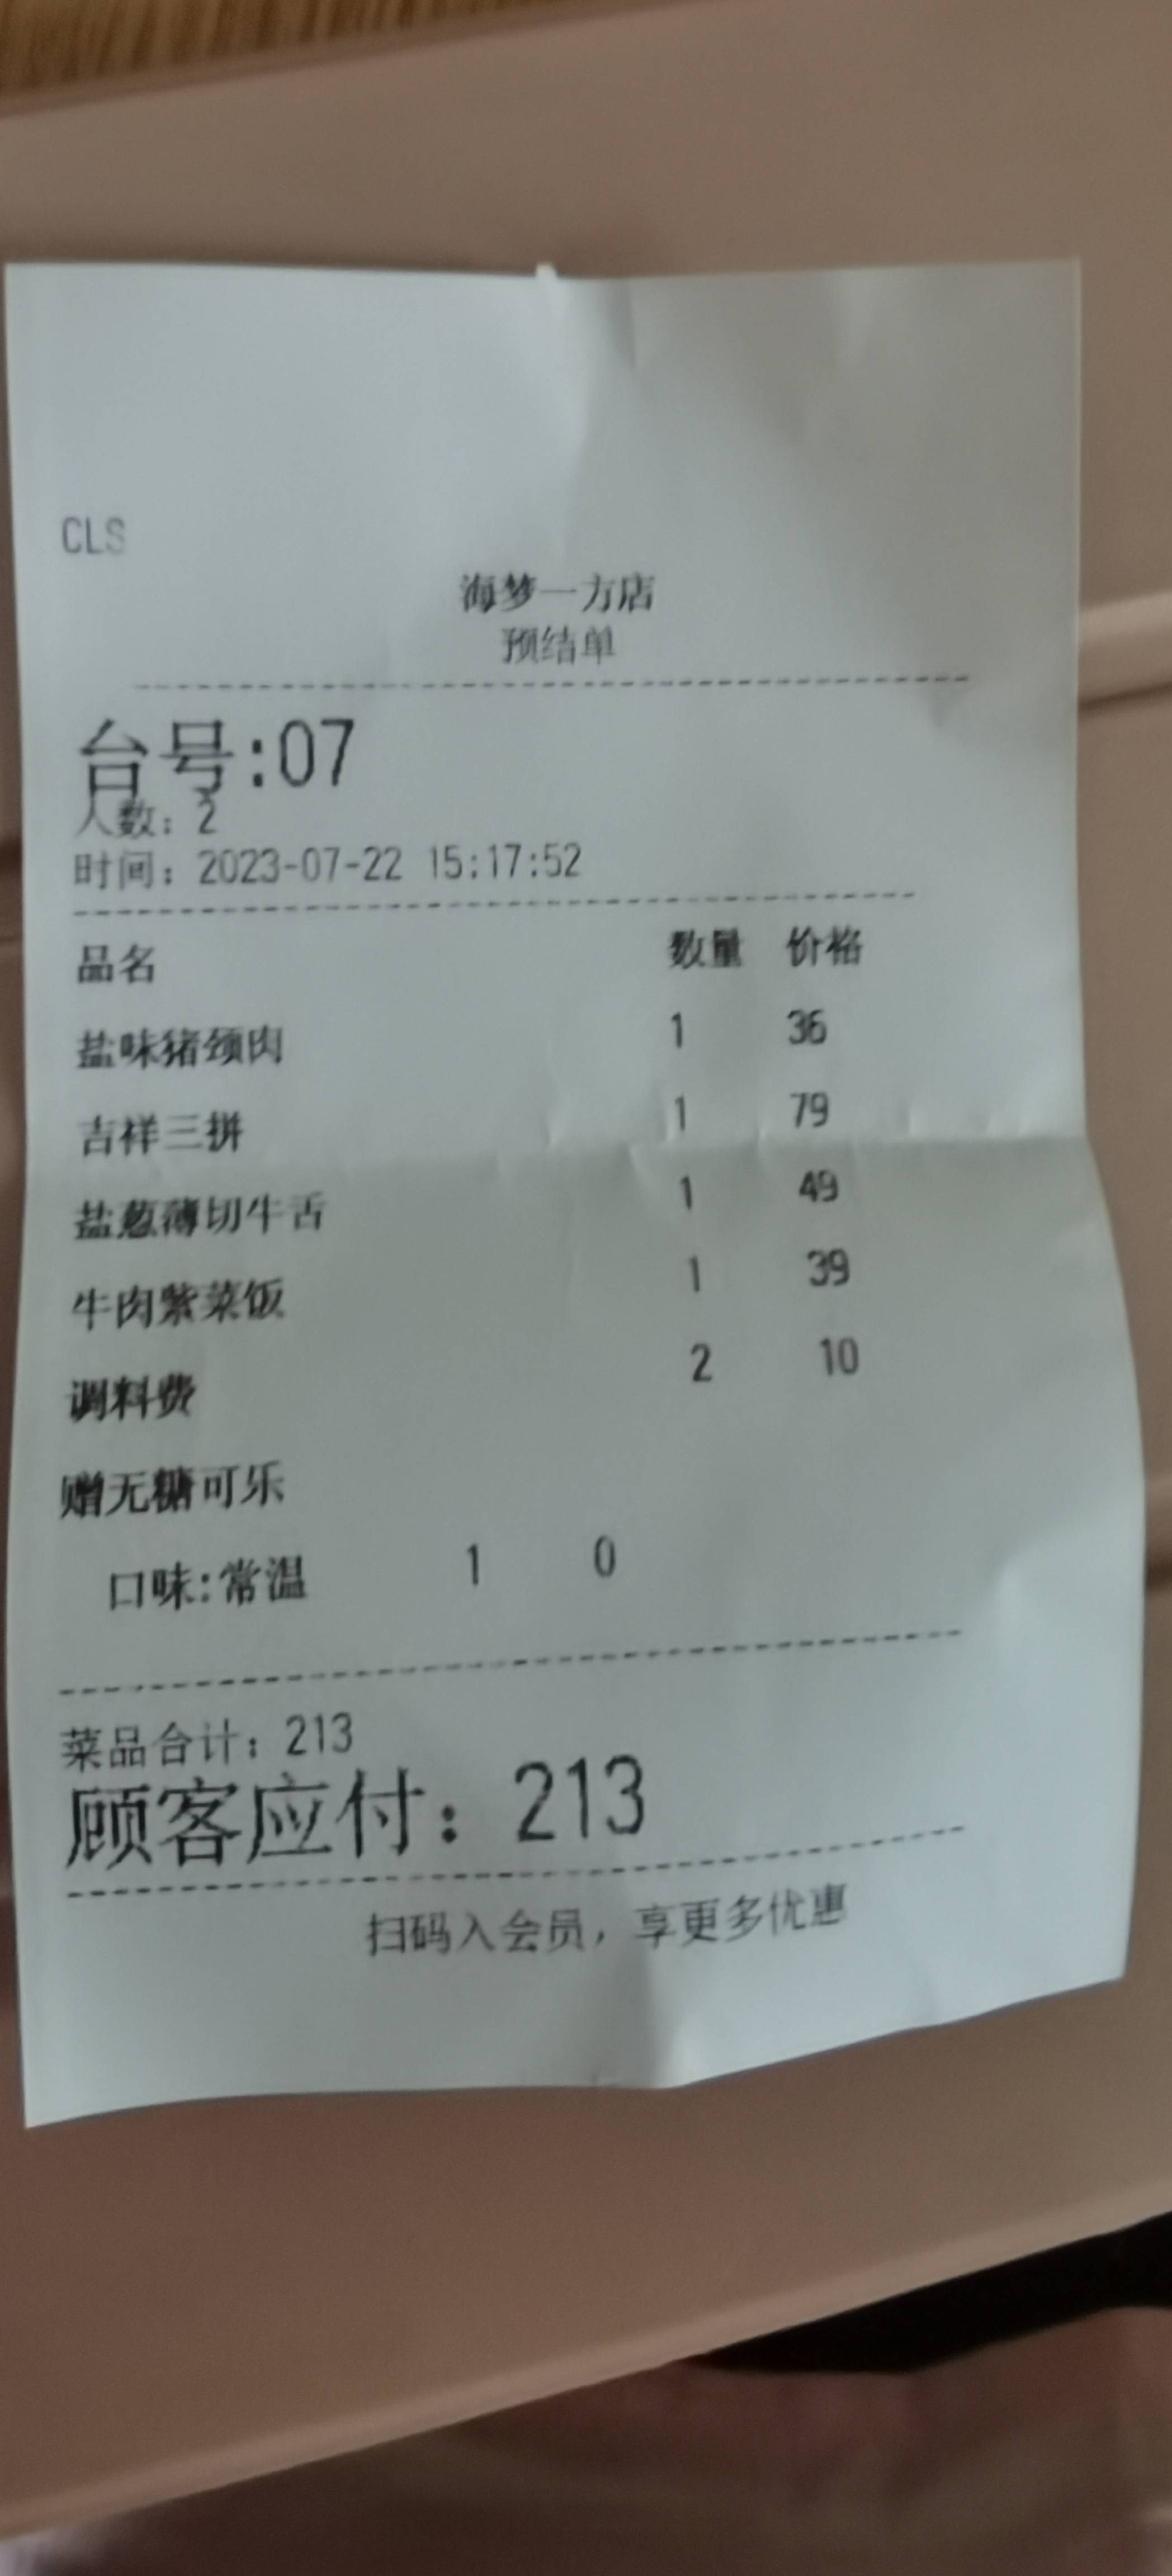 CLS
海梦一方店
预结单
台号:07
人数：2
时间：2023-07-22 15:17:52
品名 数量 价格
盐味猪颈肉 1 36
吉祥三拼 1 79
盐葱薄切牛舌 1 49
牛肉紫菜饭 1 39
调料费 2 10
赠无糖可乐
口味:常温 1 0
菜品合计：213
顾客应付：213
扫码入会员，享更多优惠